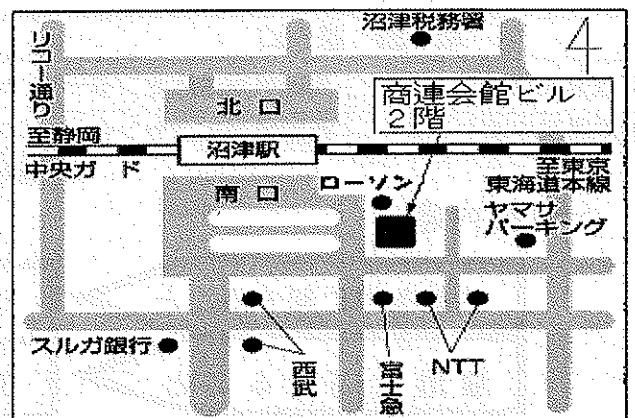 沼津税務署
リコー通り
商連会館ビル
2階
北口
至静岡
沼津駅
中央ガード
至東京
東海道本線
南口
ローソン
ヤマサ
パーキング
スルガ銀行
西武
富士急
NTT